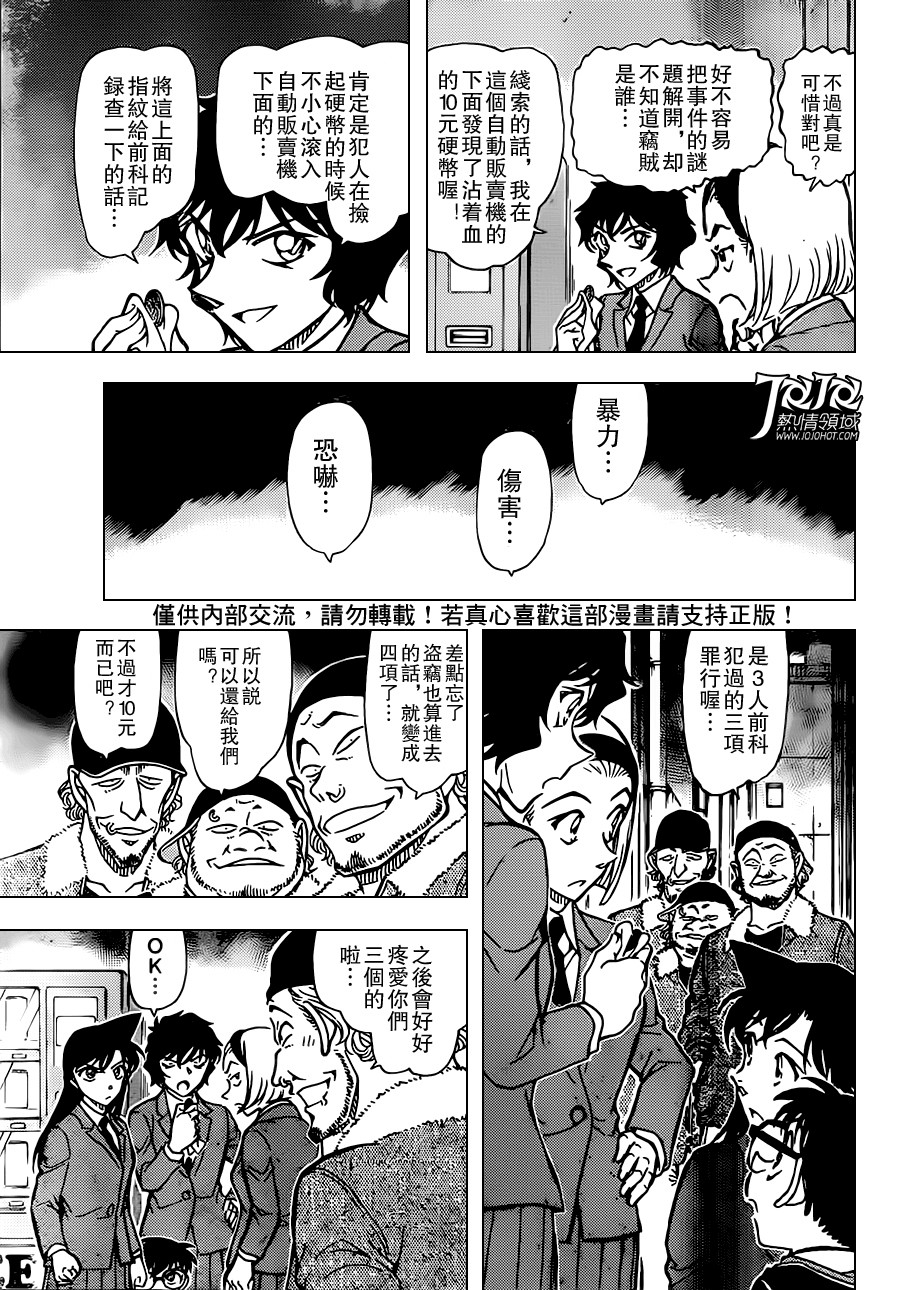 不過真是
可惜對吧？
好不容易
把事件的謎
題解開，却
不知道竊賊
是誰…
綫索的話，我在
這個自動販賣機的
下面發現了沾着血
的10元硬幣喔！
肯定是犯人在撿
起硬幣的時候
不小心滾入
自動販賣機
下面的…
將這上面的
指紋給前科記
録查一下的話…
JOJO
熱情領域
WWW.JOJOHOT.COM
暴力…
傷害…
恐嚇…
僅供內部交流，請勿轉載！若真心喜歡這部漫畫請支持正版！
是3人前科
犯過的三項
罪行喔…
差點忘了
盗竊也算進去
的話，就變成
四項了…
所以説
可以還給我們
嗎？
不過才10元
而已吧？
之後會好好
疼愛你們
三個的
啦…
OK…
CE